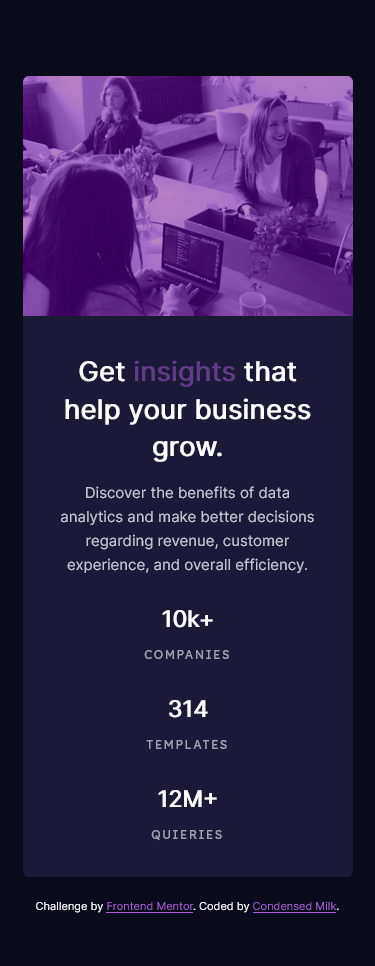 Get insights that
help your business
grow.
Discover the benefits of data
analytics and make better decisions
regarding revenue, customer
experience, and overall efficiency.
10k+
COMPANIES
314
TEMPLATES
12M+
QUIERIES
Challenge by Frontend Mentor. Coded by Condensed Milk.